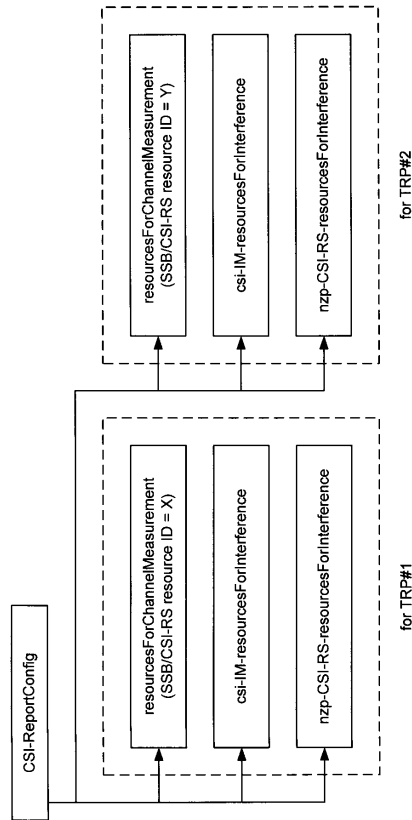 CSI-ReportConfig
resourcesForChannelMeasurement
(SSB/CSI-RS resource ID = X)
csi-IM-resourcesForInterference
nzp-CSI-RS-resourcesForInterference
for TRP#1
resourcesForChannelMeasurement
(SSB/CSI-RS resource ID = Y)
csi-IM-resourcesForInterference
nzp-CSI-RS-resourcesForInterference
for TRP#2